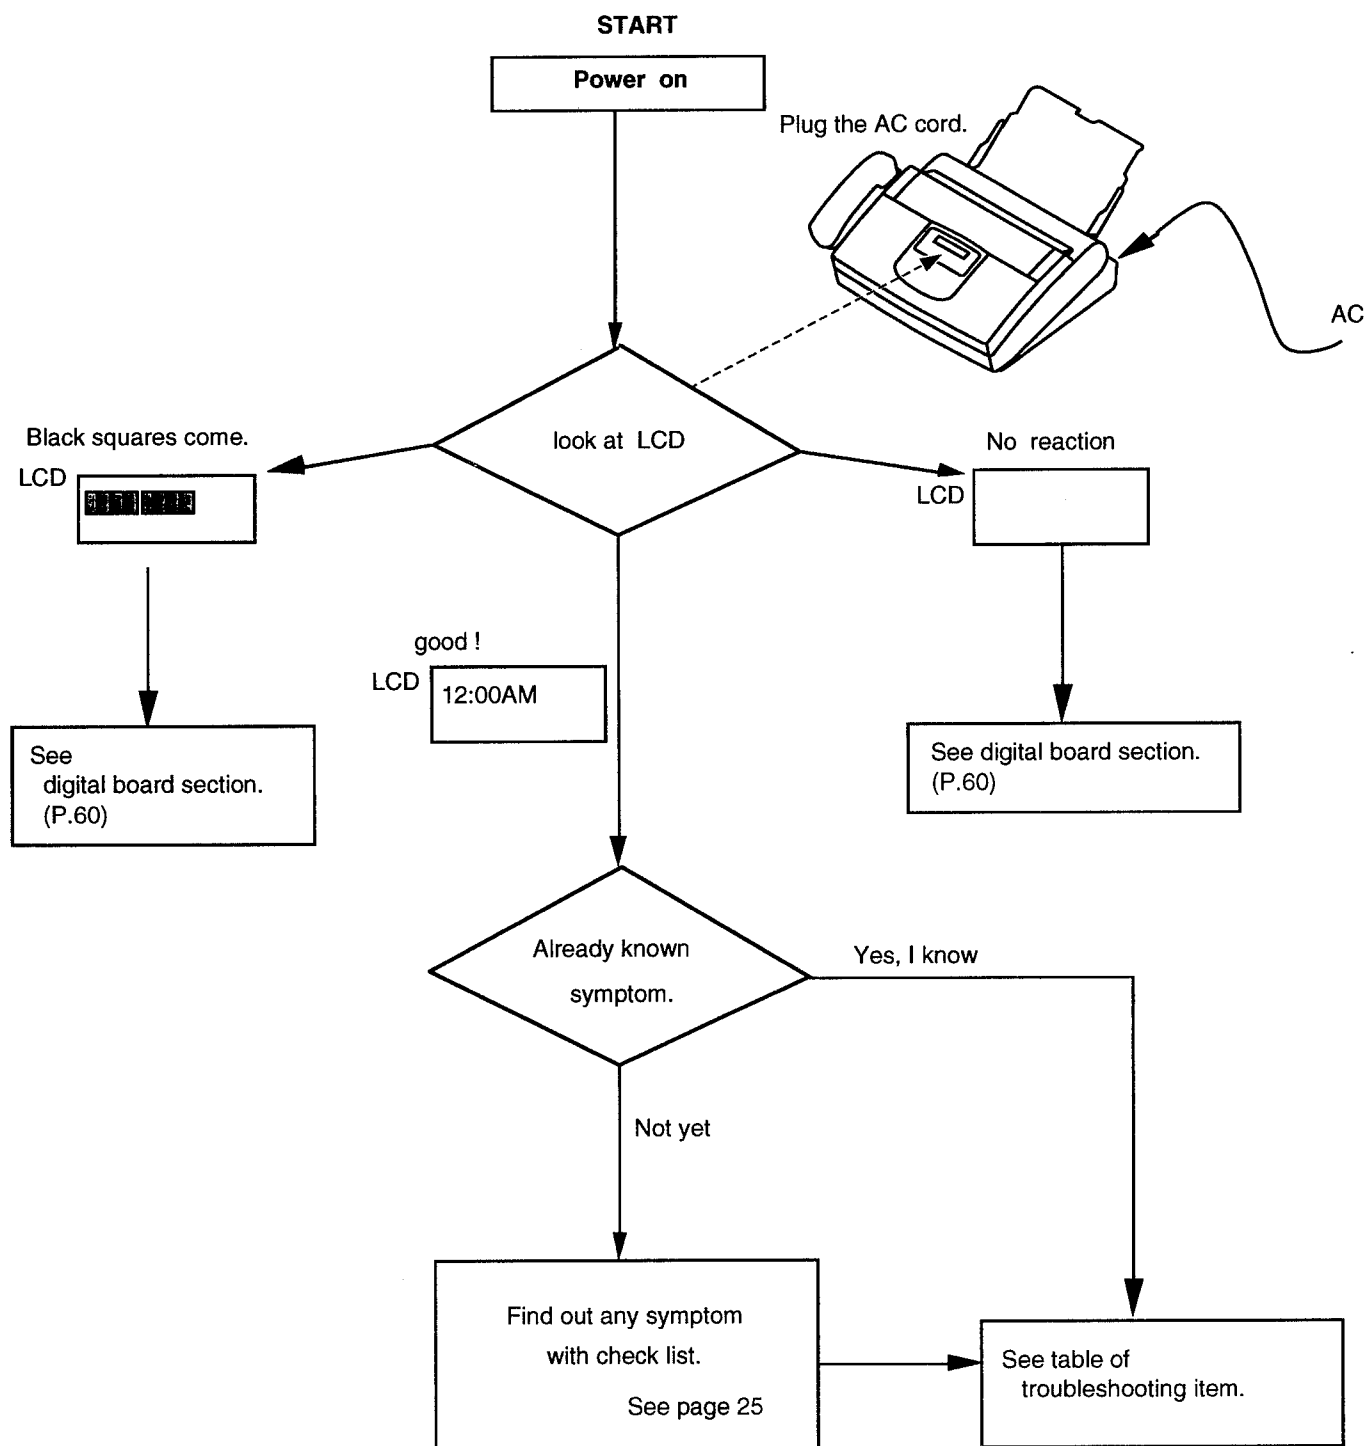 START
Power on
Plug the AC cord.
AC
look at LCD
Black squares come.
LCD
No reaction
LCD
good !
LCD
12:00AM
See
digital board section.
(P.60)
See digital board section.
(P.60)
Already known
symptom.
Yes, I know
Not yet
Find out any symptom
with check list.
See page 25
See table of
troubleshooting item.